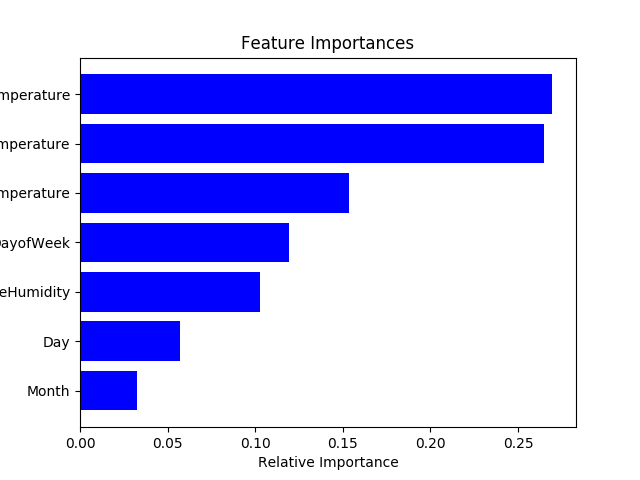 Feature Importances
mperature
mperature
mperature
DayofWeek
eHumidity
Day
Month
0.00 0.05 0.10 0.15 0.20 0.25
Relative Importance